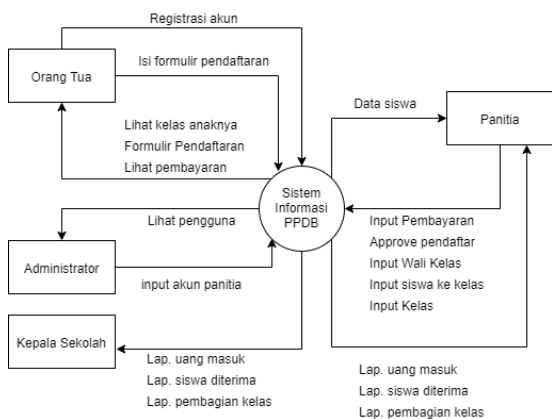 Registrasi akun
Orang Tua
Isi formulir pendaftaran
Lihat kelas anaknya
Formulir Pendaftaran
Lihat pembayaran
Data siswa
Panitia
Sistem
Informasi
PPDB
Lihat pengguna
Administrator
input akun panitia
Input Pembayaran
Approve pendaftar
Input Wali Kelas
Input siswa ke kelas
Input Kelas
Kepala Sekolah
Lap. uang masuk
Lap. siswa diterima
Lap. pembagian kelas
Lap. uang masuk
Lap. siswa diterima
Lap. pembagian kelas